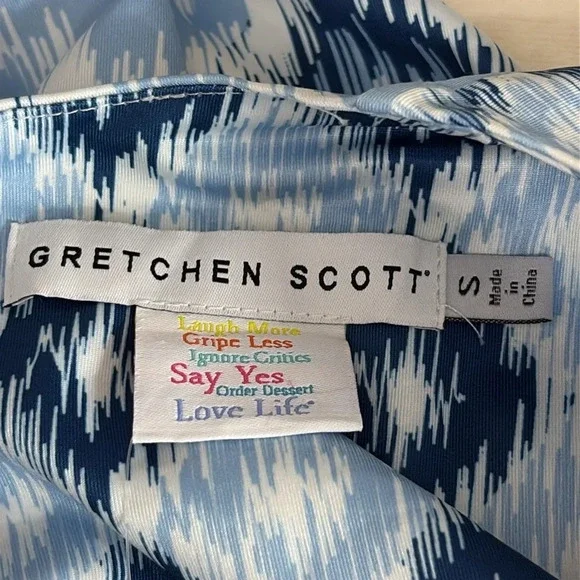 GRETCHEN SCOTT
S
Made
in
China
Laugh More
Gripe Less
Ignore Critics
Say Yes
Order Dessert
Love Life®